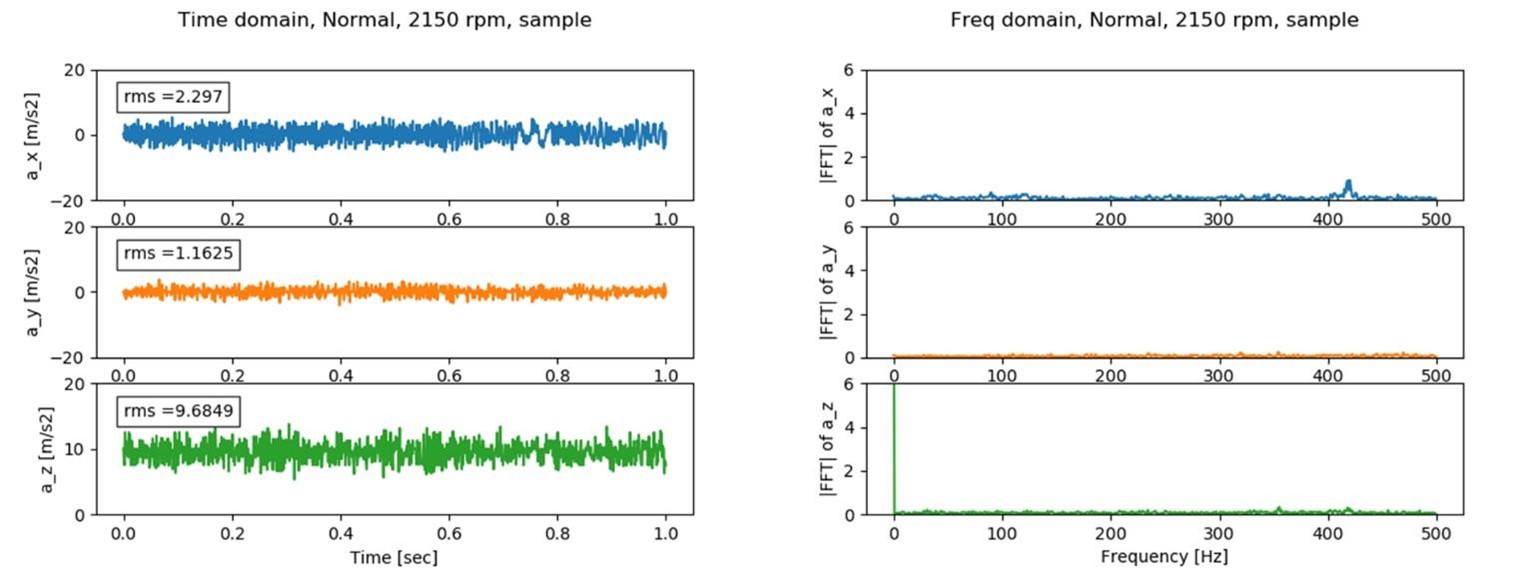 Time domain, Normal, 2150 rpm, sample
20
0
−20
a_x [m/s2]
rms =2.297
0.0 0.2 0.4 0.6 0.8 1.0
20
0
−20
a_y [m/s2]
rms =1.1625
0.0 0.2 0.4 0.6 0.8 1.0
20
10
0
a_z [m/s2]
rms =9.6849
0.0 0.2 0.4 0.6 0.8 1.0
Time [sec]
Freq domain, Normal, 2150 rpm, sample
6
4
2
0
|FFT| of a_x
0 100 200 300 400 500
6
4
2
0
|FFT| of a_y
0 100 200 300 400 500
6
4
2
0
|FFT| of a_z
0 100 200 300 400 500
Frequency [Hz]